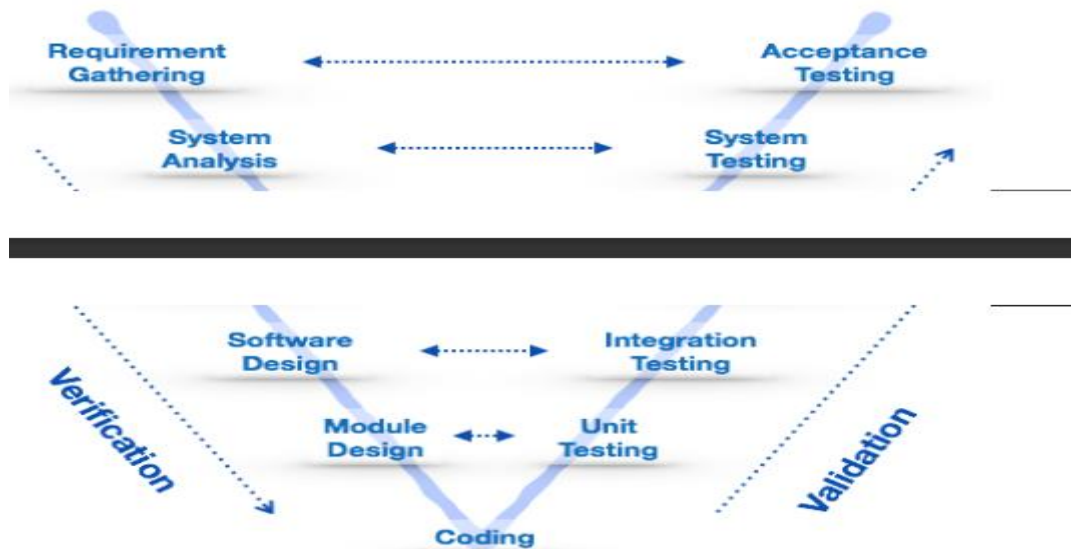 Requirement
Gathering
Acceptance
Testing
System
Analysis
System
Testing
Software
Design
Integration
Testing
Verification
Validation
Module
Design
Unit
Testing
Coding